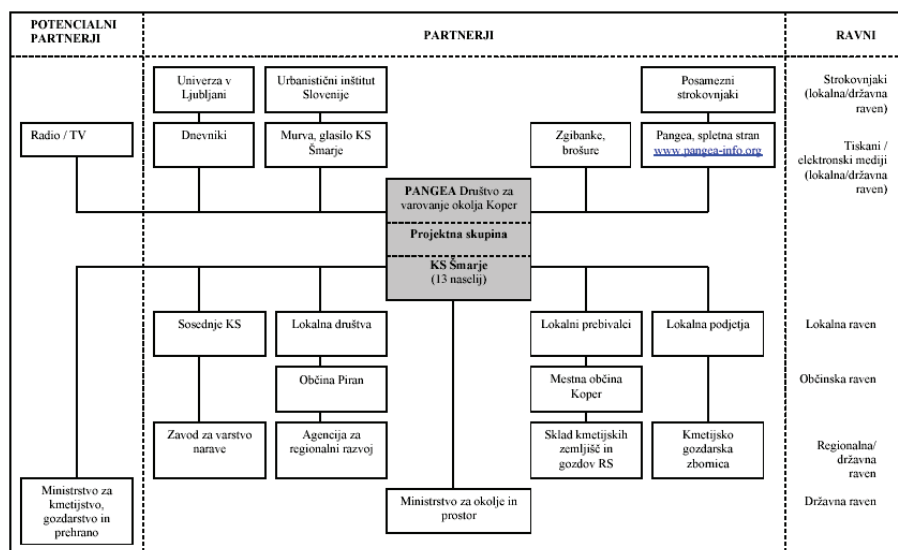 POTENCIALNI
PARTNERJI
PARTNERJI
RAVNI
Univerza v
Ljubljani
Urbanistični inštitut
Slovenije
Posamezni
strokovnjaki
Strokovnjaki
(lokalna/državna
raven)
Radio / TV
Dnevniki
Murva, glasilo KS
Šmarje
Zgibanke,
brošure
Pangea, spletna stran
www.pangea-info.org
Tiskani /
elektronski mediji
(lokalna/državna
raven)
PANGEA Društvo za
varovanje okolja Koper
Projektna skupina
KS Šmarje
(13 naselij)
Sosednje KS
Lokalna društva
Lokalni prebivalci
Lokalna podjetja
Lokalna raven
Občina Piran
Mestna občina
Koper
Občinska raven
Zavod za varstvo
narave
Agencija za
regionalni razvoj
Sklad kmetijskih
zemljišč in
gozdov RS
Kmetijsko
gozdarska
zbornica
Regionalna/
državna
raven
Ministrstvo za
kmetijstvo,
gozdarstvo in
prehrano
Ministrstvo za okolje in
prostor
Državna raven